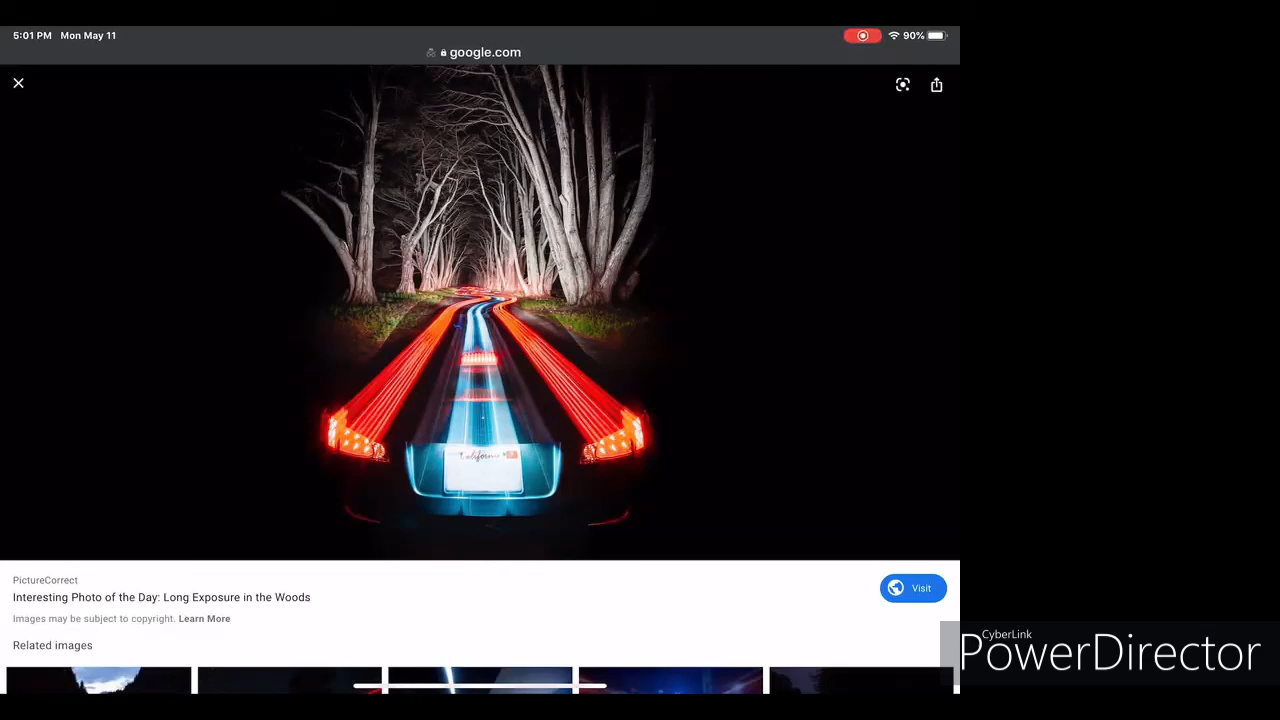 5:01 PM Mon May 11
90%
google.com
California
PictureCorrect
Interesting Photo of the Day: Long Exposure in the Woods
Visit
Images may be subject to copyright. Learn More
Related images
CyberLink
PowerDirector